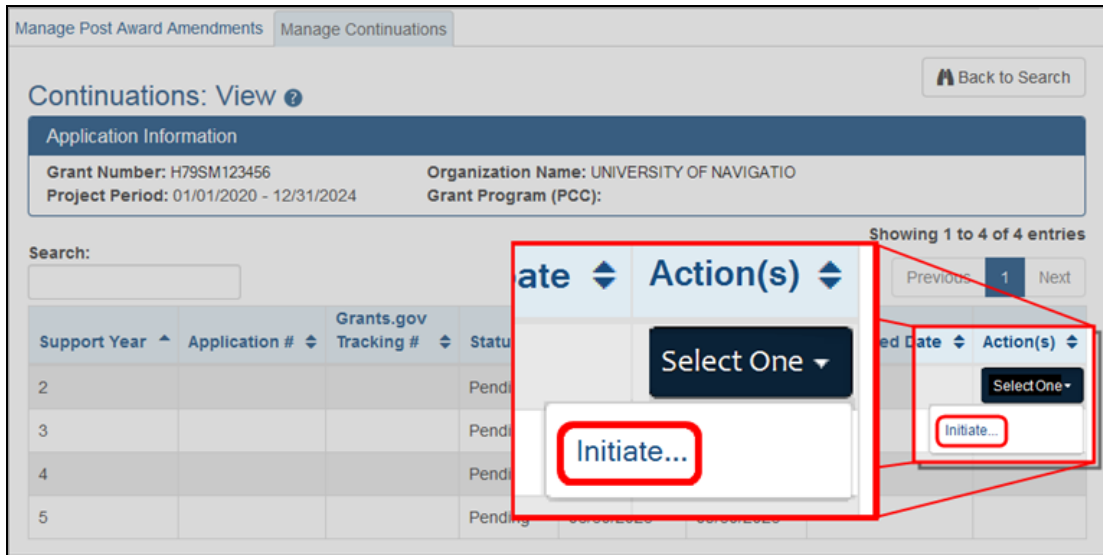 Manage Post Award Amendments Manage Continuations
Back to Search
Continuations: View ?
Application Information
Grant Number: H79SM123456 Organization Name: UNIVERSITY OF NAVIGATIO
Project Period: 01/01/2020 - 12/31/2024 Grant Program (PCC):
Showing 1 to 4 of 4 entries
Search:
Previous 1 Next
Support Year Application # Grants.gov Tracking # Statu ed Date Action(s)
2 Pendi Select One
3 Pendi Initiate...
4 Pendi
5 Pending
ate Action(s)
Select One
Initiate...